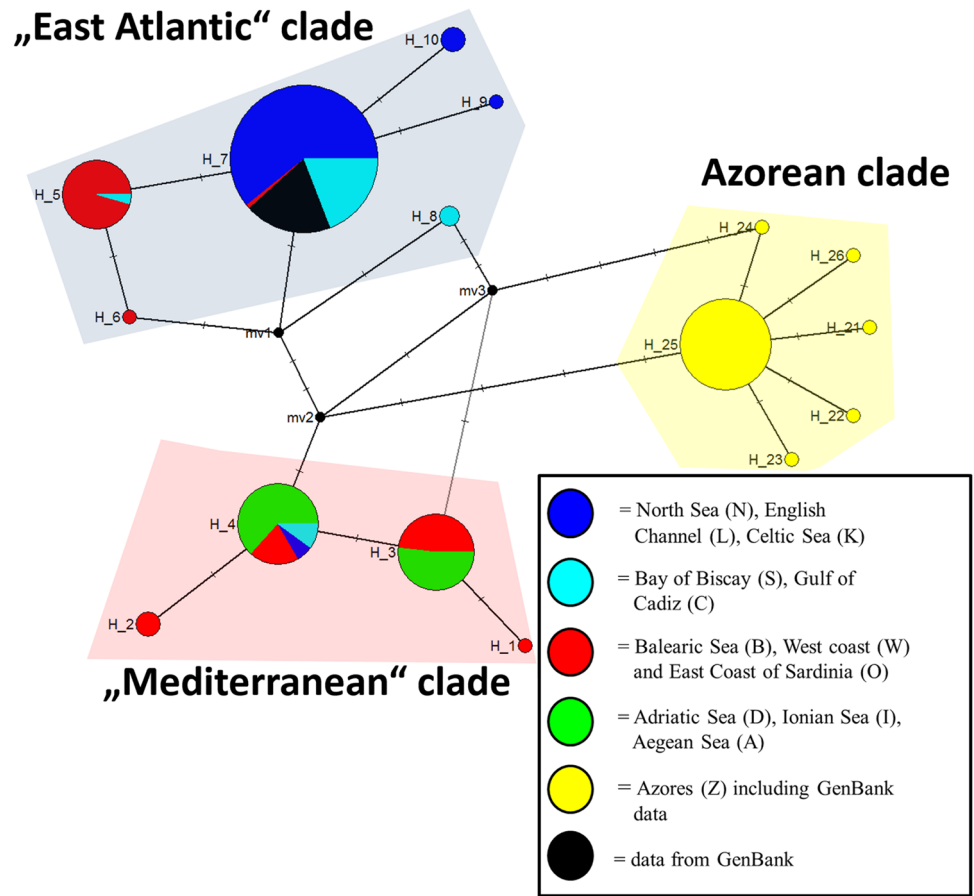 „East Atlantic“ clade
H_10
H_9
H_7
H_5
H_8
Azorean clade
H_24
H_26
mv3
H_6
mv1
H_21
H_25
mv2
H_22
H_23
H_4
H_3
H_2
H_1
„Mediterranean“ clade
= North Sea (N), English
Channel (L), Celtic Sea (K)
= Bay of Biscay (S), Gulf of
Cadiz (C)
= Balearic Sea (B), West coast (W)
and East Coast of Sardinia (O)
= Adriatic Sea (D), Ionian Sea (I),
Aegean Sea (A)
= Azores (Z) including GenBank
data
= data from GenBank